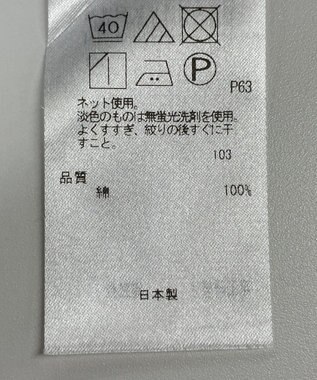 40
P
P63
ネット使用。
淡色のものは無蛍光洗剤を使用。
よくすすぎ、絞りの後すぐに干
すこと。
103
品質
綿 100%
日本製